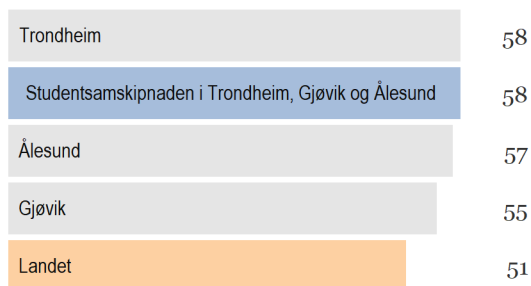 Trondheim 58
Studentsamskipnaden i Trondheim, Gjøvik og Ålesund 58
Ålesund 57
Gjøvik 55
Landet 51